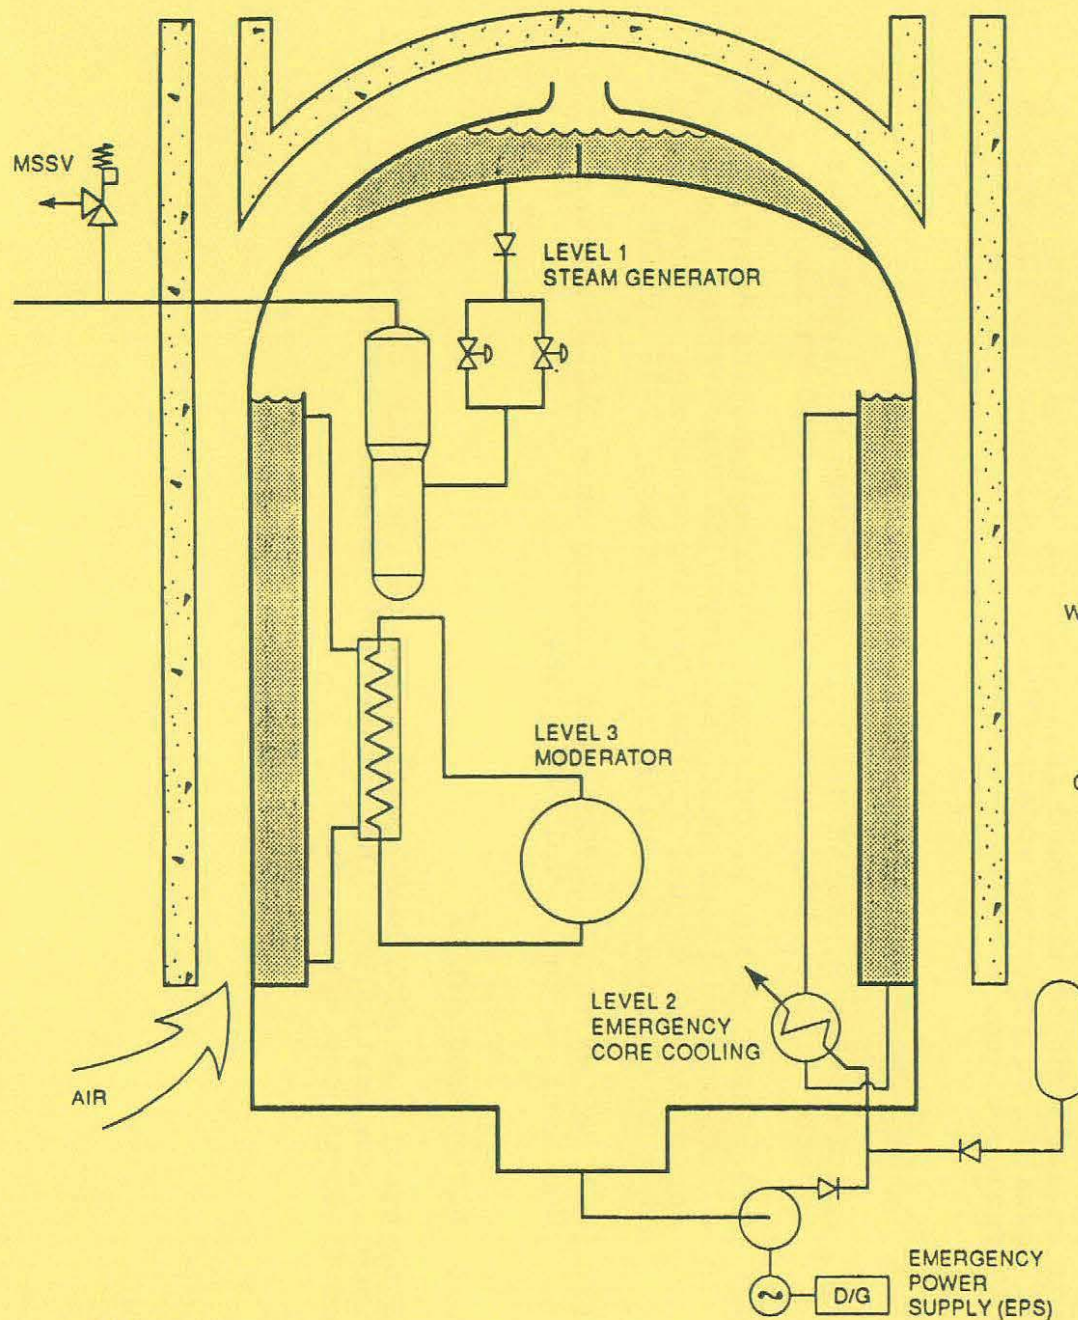 MSSV
LEVEL 1
STEAM GENERATOR
W
LEVEL 3
MODERATOR
LEVEL 2
EMERGENCY
CORE COOLING
AIR
D/G
EMERGENCY
POWER
SUPPLY (EPS)